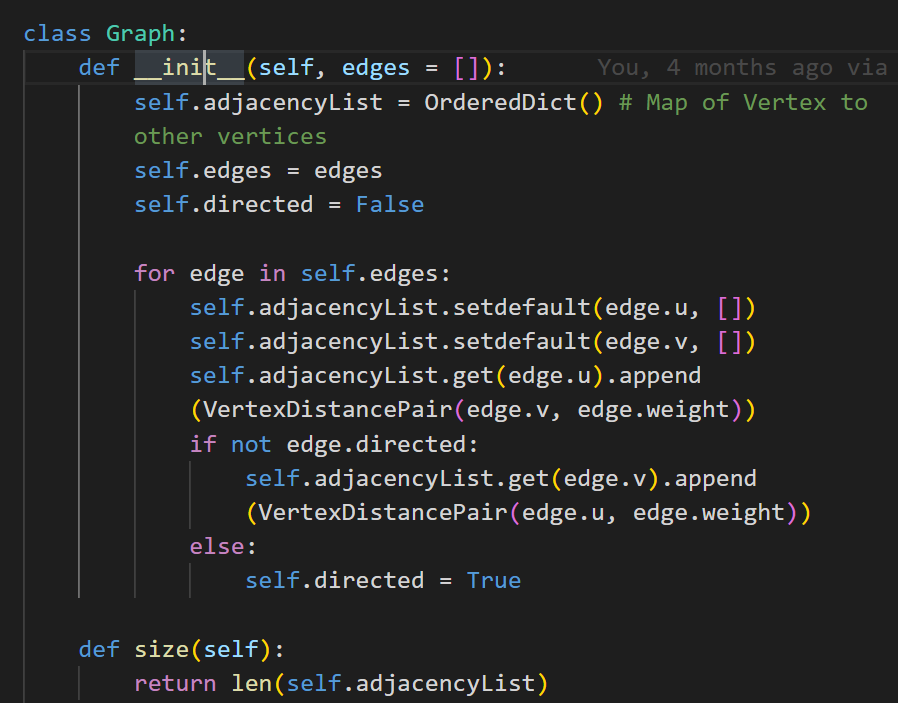 class Graph:
    def __init__(self, edges = []):      You, 4 months ago via
        self.adjacencyList = OrderedDict() # Map of Vertex to
        other vertices
        self.edges = edges
        self.directed = False

        for edge in self.edges:
            self.adjacencyList.setdefault(edge.u, [])
            self.adjacencyList.setdefault(edge.v, [])
            self.adjacencyList.get(edge.u).append
            (VertexDistancePair(edge.v, edge.weight))
            if not edge.directed:
                self.adjacencyList.get(edge.v).append
                (VertexDistancePair(edge.u, edge.weight))
            else:
                self.directed = True

    def size(self):
        return len(self.adjacencyList)